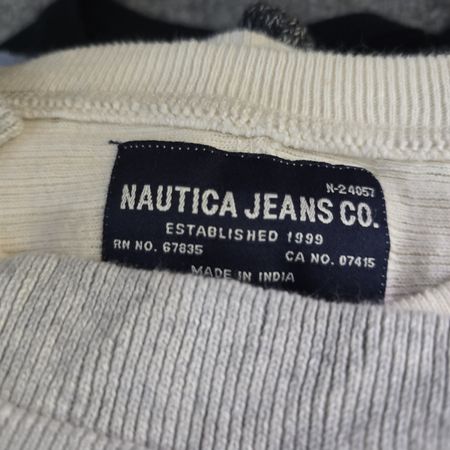 N-24057
NAUTICA JEANS CO.
ESTABLISHED 1999
RN NO. 67835 CA NO. 07415
MADE IN INDIA